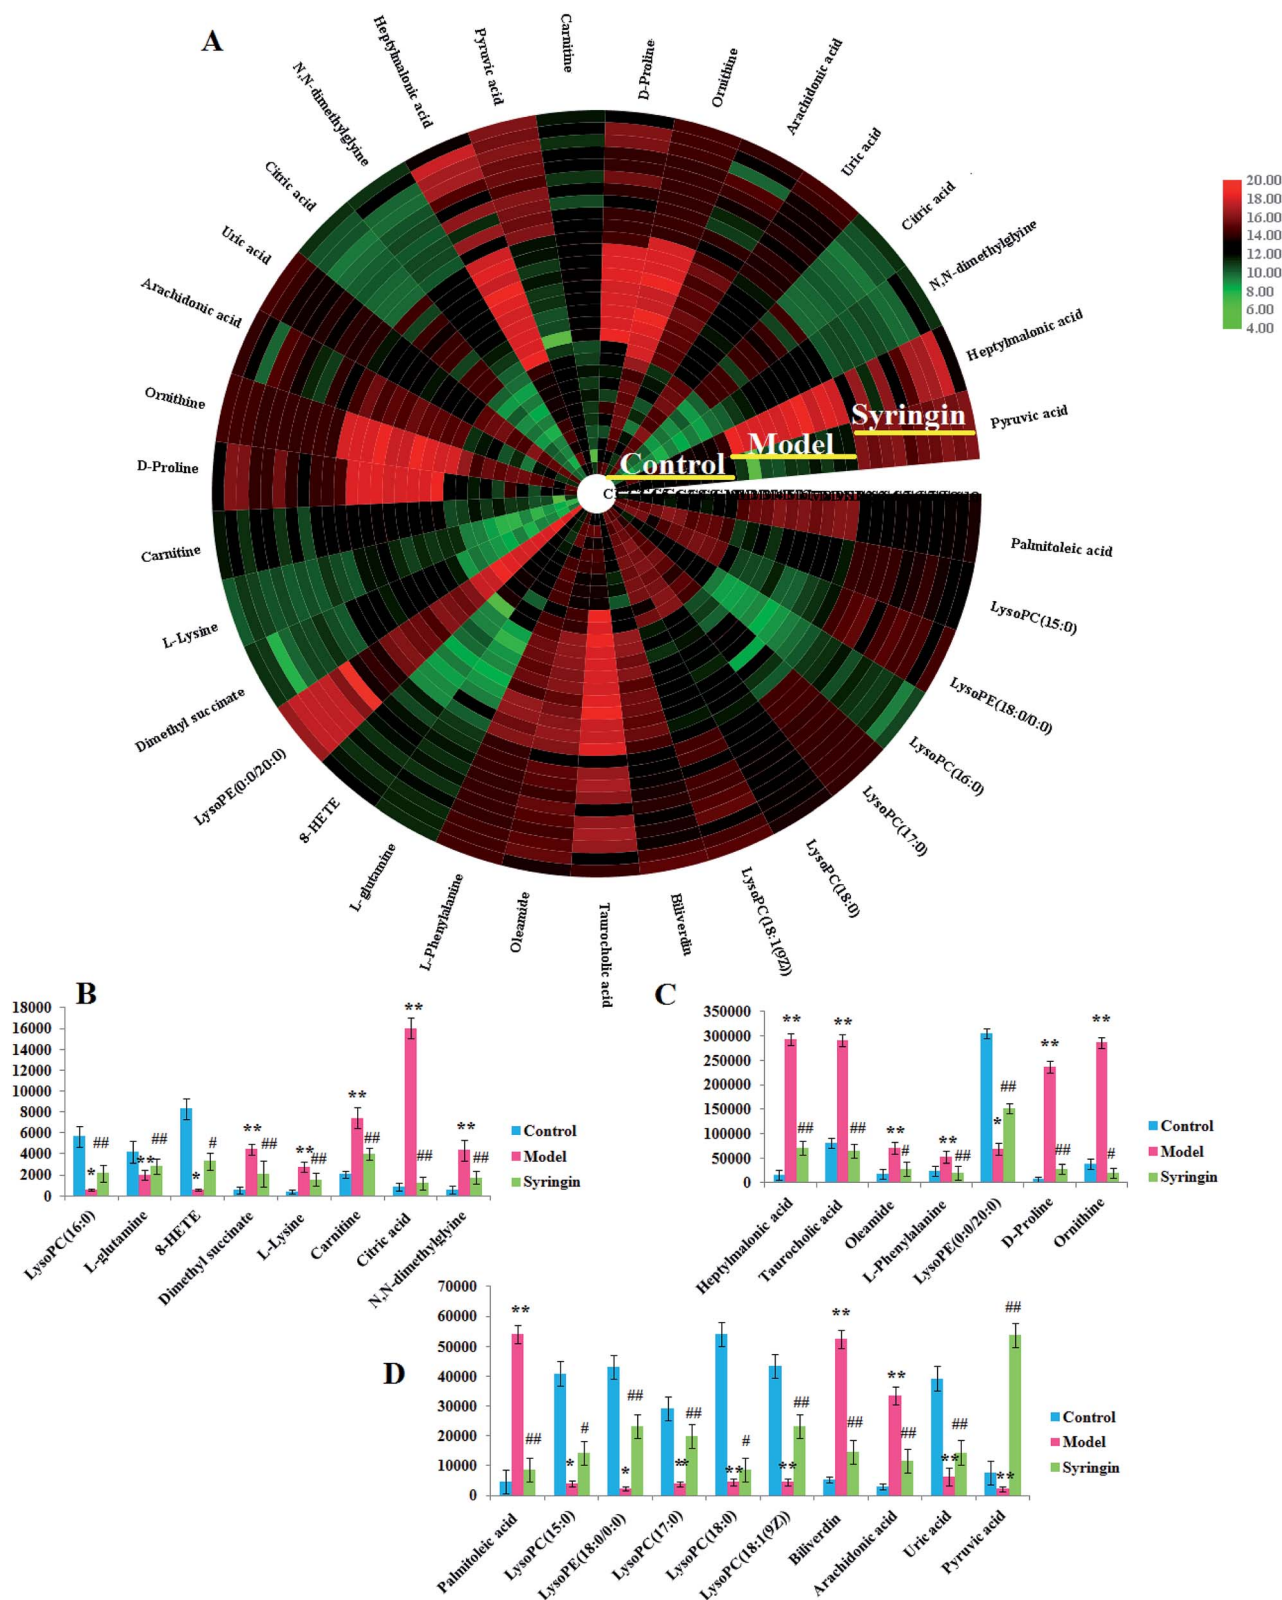 A
Heptylmalonic acid
Pyruvic acid
Carnitine
D-Proline
Ornithine
Arachidonic acid
Uric acid
Citric acid
N,N-dimethylglyine
Heptylmalonic acid
Pyruvic acid
N,N-dimethylglyine
Citric acid
Uric acid
Arachidonic acid
Ornithine
D-Proline
Carnitine
L-Lysine
Dimethyl succinate
LysoPE(0:0/20:0)
8-HETE
L-glutamine
L-Phenylalanine
Oleamide
Taurocholic acid
Biliverdin
LysoPC(18:1(9Z))
LysoPC(18:0)
LysoPC(17:0)
LysoPC(16:0)
LysoPE(18:0/0:0)
LysoPC(15:0)
Palmitoleic acid
Syringin
Model
Control
20.00
18.00
16.00
14.00
12.00
10.00
8.00
6.00
4.00
B
18000
16000
14000
12000
10000
8000
6000
4000
2000
0
* ##
** ##
* #
** ##
** ##
** ##
** ##
** ##
LysoPC(16:0)
L-glutamine
8-HETE
Dimethyl succinate
L-Lysine
Carnitine
Citric acid
N,N-dimethylglyine
Control
Model
Syringin
C
350000
300000
250000
200000
150000
100000
50000
0
** ##
** ##
** #
** ##
* ##
** ##
** #
Heptylmalonic acid
Taurocholic acid
Oleamide
L-Phenylalanine
LysoPE(0:0/20:0)
D-Proline
Ornithine
Control
Model
Syringin
D
70000
60000
50000
40000
30000
20000
10000
0
** ##
* #
* ##
** ##
** #
** ##
** ##
** ##
** ##
** ##
Palmitoleic acid
LysoPC(15:0)
LysoPE(18:0/0:0)
LysoPC(17:0)
LysoPC(18:0)
LysoPC(18:1(9Z))
Biliverdin
Arachidonic acid
Uric acid
Pyruvic acid
Control
Model
Syringin